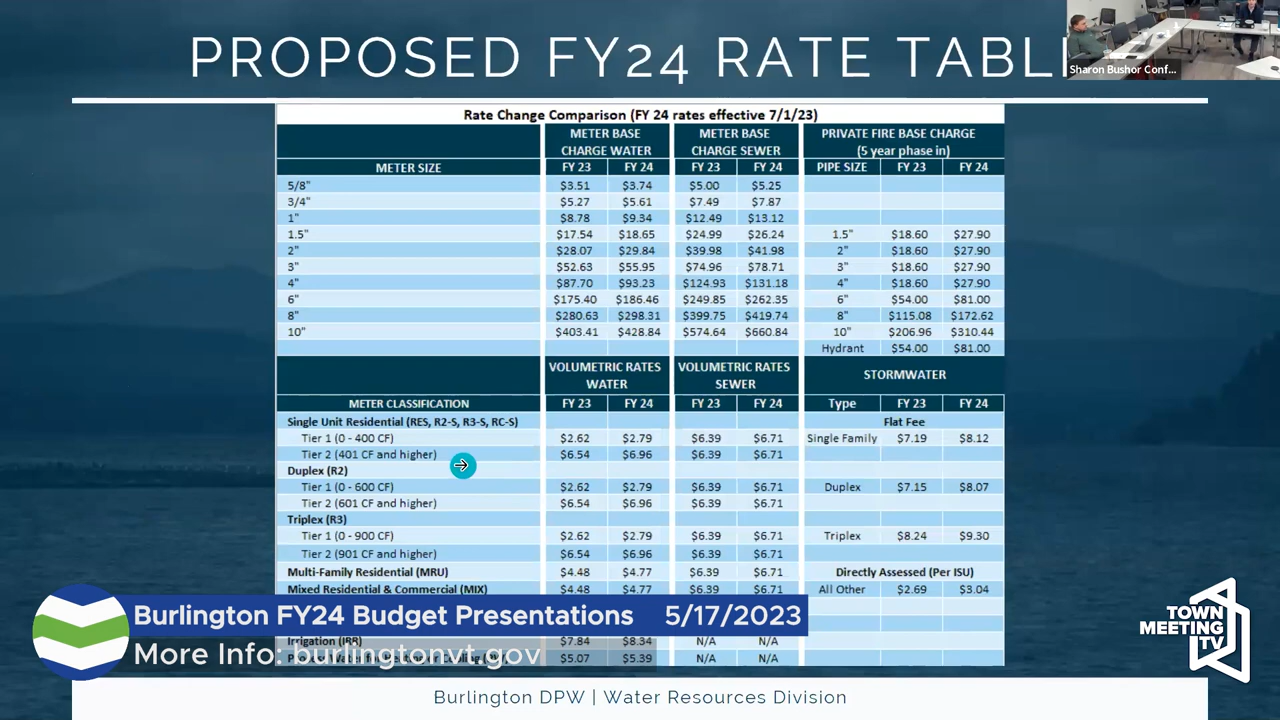 PROPOSED FY24 RATE TABL
Sharon Bushor Conf...
Rate Change Comparison (FY 24 rates effective 7/1/23)
METER BASE CHARGE WATER METER BASE CHARGE SEWER PRIVATE FIRE BASE CHARGE (5 year phase in)
METER SIZE FY 23 FY 24 FY 23 FY 24 PIPE SIZE FY 23 FY 24
5/8" $3.51 $3.74 $5.00 $5.25
3/4" $5.27 $5.61 $7.49 $7.87
1" $8.78 $9.34 $12.49 $13.12
1.5" $17.54 $18.65 $24.99 $26.24 1.5" $18.60 $27.90
2" $28.07 $29.84 $39.98 $41.98 2" $18.60 $27.90
3" $52.63 $55.95 $74.96 $78.71 3" $18.60 $27.90
4" $87.70 $93.23 $124.93 $131.18 4" $18.60 $27.90
6" $175.40 $186.46 $249.85 $262.35 6" $54.00 $81.00
8" $280.63 $298.31 $399.75 $419.74 8" $115.08 $172.62
10" $403.41 $428.84 $574.64 $660.84 10" $206.96 $310.44
Hydrant $54.00 $81.00
VOLUMETRIC RATES WATER VOLUMETRIC RATES SEWER STORMWATER
METER CLASSIFICATION FY 23 FY 24 FY 23 FY 24 Type FY 23 FY 24
Single Unit Residential (RES, R2-S, R3-S, RC-S) Flat Fee
Tier 1 (0 - 400 CF) $2.62 $2.79 $6.39 $6.71 Single Family $7.19 $8.12
Tier 2 (401 CF and higher) $6.54 $6.96 $6.39 $6.71
Duplex (R2)
Tier 1 (0 - 600 CF) $2.62 $2.79 $6.39 $6.71 Duplex $7.15 $8.07
Tier 2 (601 CF and higher) $6.54 $6.96 $6.39 $6.71
Triplex (R3)
Tier 1 (0 - 900 CF) $2.62 $2.79 $6.39 $6.71 Triplex $8.24 $9.30
Tier 2 (901 CF and higher) $6.54 $6.96 $6.39 $6.71
Multi-Family Residential (MRU) $4.48 $4.77 $6.39 $6.71 Directly Assessed (Per ISU)
Mixed Residential & Commercial (MIX) $4.48 $4.77 $6.39 $6.71 All Other $2.69 $3.04
Burlington FY24 Budget Presentations 5/17/2023
Irrigation (IRR) $7.84 $8.34 N/A N/A
More Info: burlingtonvt.gov
$5.07 $5.39 N/A N/A
TOWN
MEETING
TV
Burlington DPW | Water Resources Division